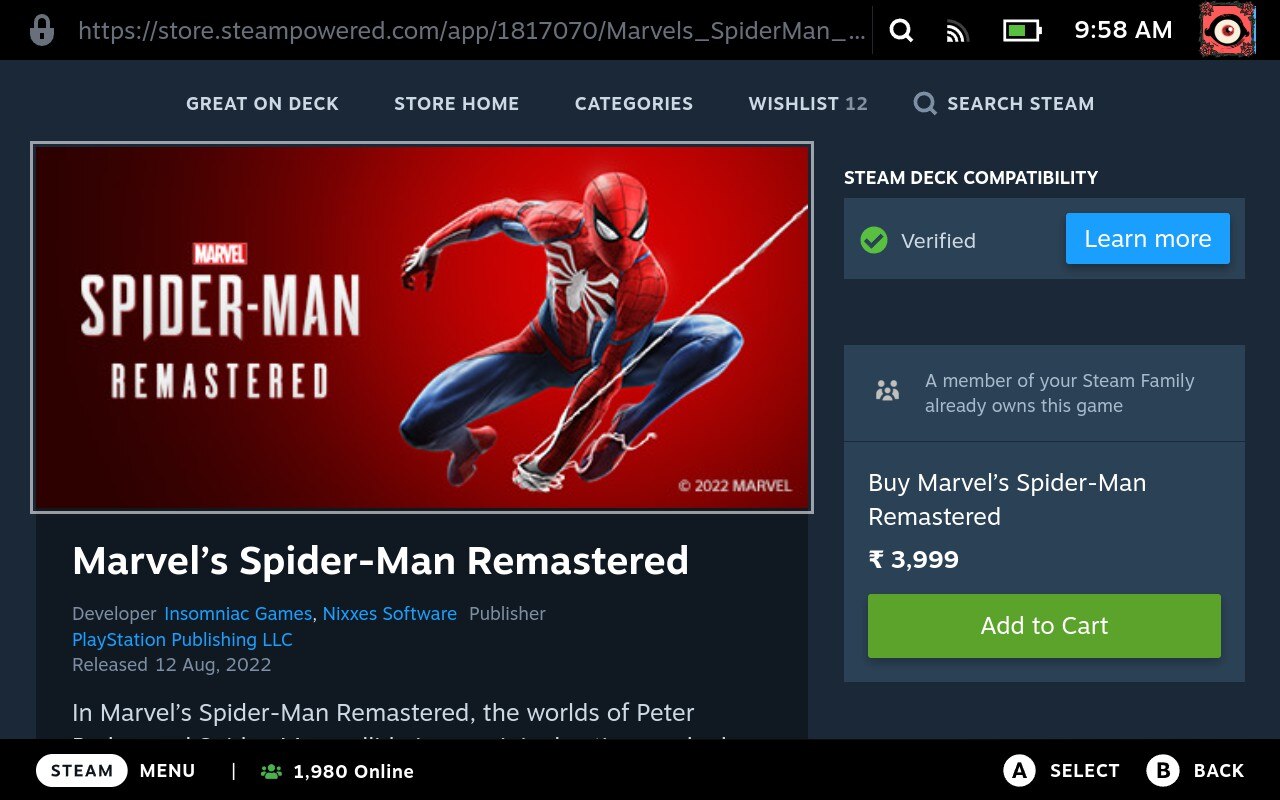 https://store.steampowered.com/app/1817070/Marvels_SpiderMan_...
9:58 AM
GREAT ON DECK
STORE HOME
CATEGORIES
WISHLIST 12
SEARCH STEAM
MARVEL
SPIDER-MAN
REMASTERED
© 2022 MARVEL
STEAM DECK COMPATIBILITY
Verified
Learn more
A member of your Steam Family
already owns this game
Buy Marvel’s Spider-Man
Remastered
₹ 3,999
Add to Cart
Marvel’s Spider-Man Remastered
Developer Insomniac Games, Nixxes Software Publisher
PlayStation Publishing LLC
Released 12 Aug, 2022
In Marvel’s Spider-Man Remastered, the worlds of Peter
STEAM MENU | 1,980 Online
A SELECT B BACK